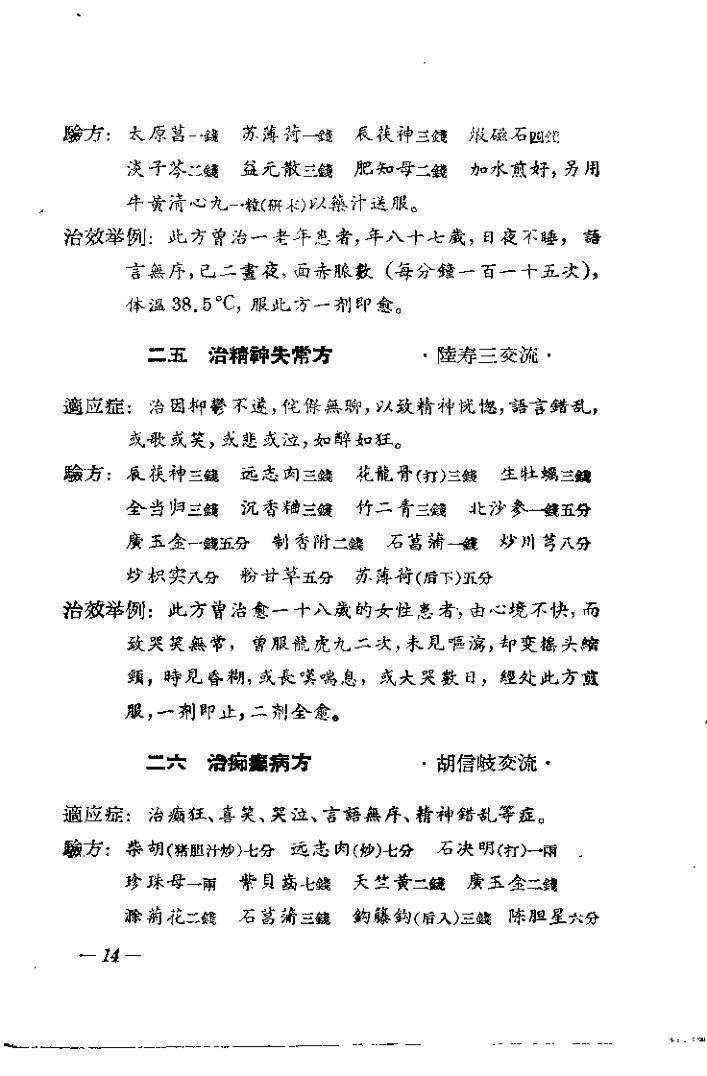 驗方：太原菖一錢　苏薄荷一錢　辰茯神三錢　煅磁石四錢
淡子芩二錢　益元散三錢　肥知母二錢　加水煎好，另用
牛黄清心丸一粒(研末)以藥汁送服。
治效举例：此方曾治一老年患者，年八十七歲，日夜不睡，語
言無序，已二晝夜，面赤脈数（每分鐘一百一十五次），
体温38.5°C，服此方一剂即愈。
二五　治精神失常方　·陸寿三交流·
適应症：治因抑鬱不遂，侘傺無聊，以致精神恍惚，語言錯乱，
或歌或笑，或悲或泣，如醉如狂。
驗方：辰茯神三錢　远志肉三錢　花龍骨(打)三錢　生牡蠣三錢
全当归三錢　沉香麯三錢　竹二青三錢　北沙参一錢五分
廣玉金一錢五分　制香附二錢　石菖蒲一錢　炒川芎八分
炒枳实八分　粉甘草五分　苏薄荷(后下)五分
治效举例：此方曾治愈一十八歲的女性患者，由心境不快，而
致哭笑無常，曾服龍虎丸二次，未見嘔瀉，却变搖头縮
頸，時見昏糊，或長嘆喘息，或大哭数日，經处此方煎
服，一剂即止，二剂全愈。
二六　治痴癲病方　·胡信岐交流·
適应症：治癲狂、喜笑、哭泣、言語無序、精神錯乱等症。
驗方：柴胡(猪胆汁炒)七分　远志肉(炒)七分　石决明(打)一兩
珍珠母一兩　紫貝齒七錢　天竺黄二錢　廣玉金二錢
滁菊花二錢　石菖蒲三錢　鈎藤鈎(后入)三錢　陈胆星六分
—14—